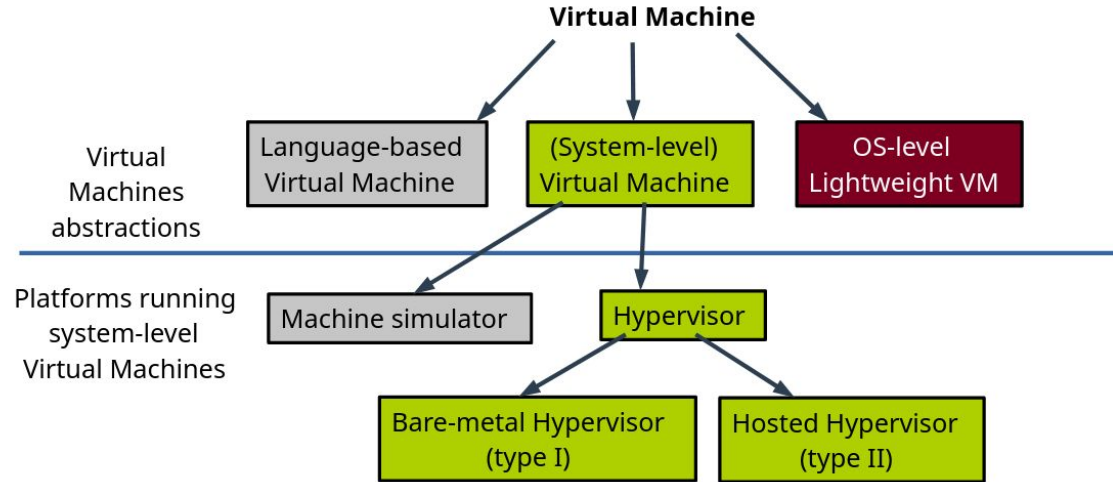 Virtual Machine
Language-based
Virtual Machine
(System-level)
Virtual Machine
OS-level
Lightweight VM
Virtual
Machines
abstractions
Platforms running
system-level
Virtual Machines
Machine simulator
Hypervisor
Bare-metal Hypervisor
(type I)
Hosted Hypervisor
(type II)